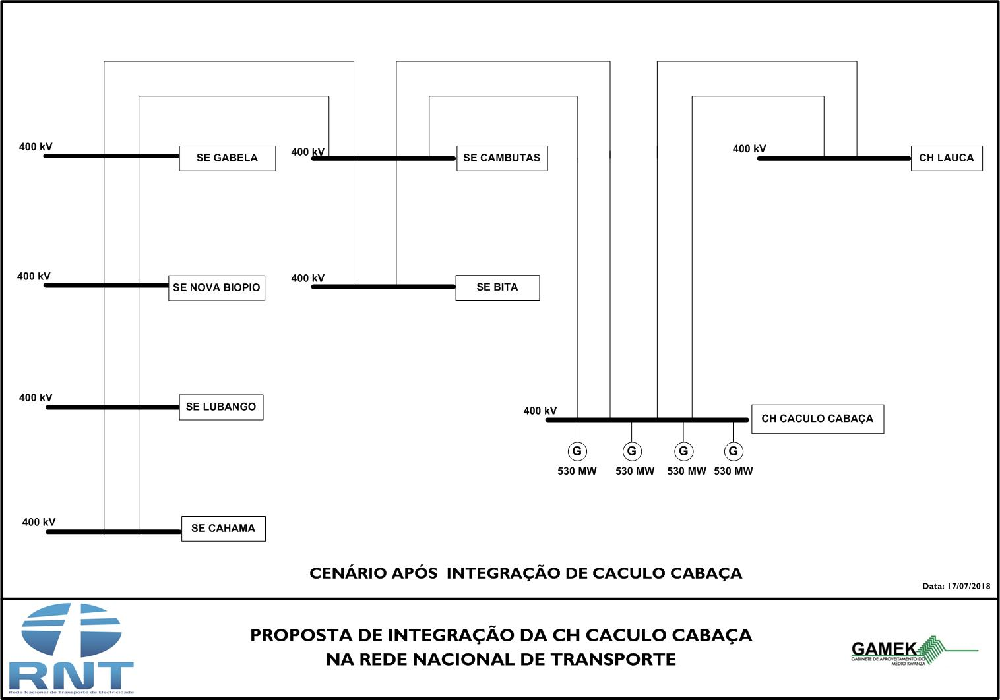 400 kV
SE GABELA
400 kV
SE CAMBUTAS
400 kV
CH LAUCA
400 kV
SE NOVA BIOPIO
400 kV
SE BITA
400 kV
SE LUBANGO
400 kV
CH CACULO CABAÇA
G
G
G
G
530 MW
530 MW
530 MW
530 MW
400 kV
SE CAHAMA
CENÁRIO APÓS INTEGRAÇÃO DE CACULO CABAÇA
Data: 17/07/2018
RNT
Rede Nacional de Transporte de Electricidade
PROPOSTA DE INTEGRAÇÃO DA CH CACULO CABAÇA
NA REDE NACIONAL DE TRANSPORTE
GAMEK
GABINETE DE APROVEITAMENTO DO
MÉDIO KWANZA